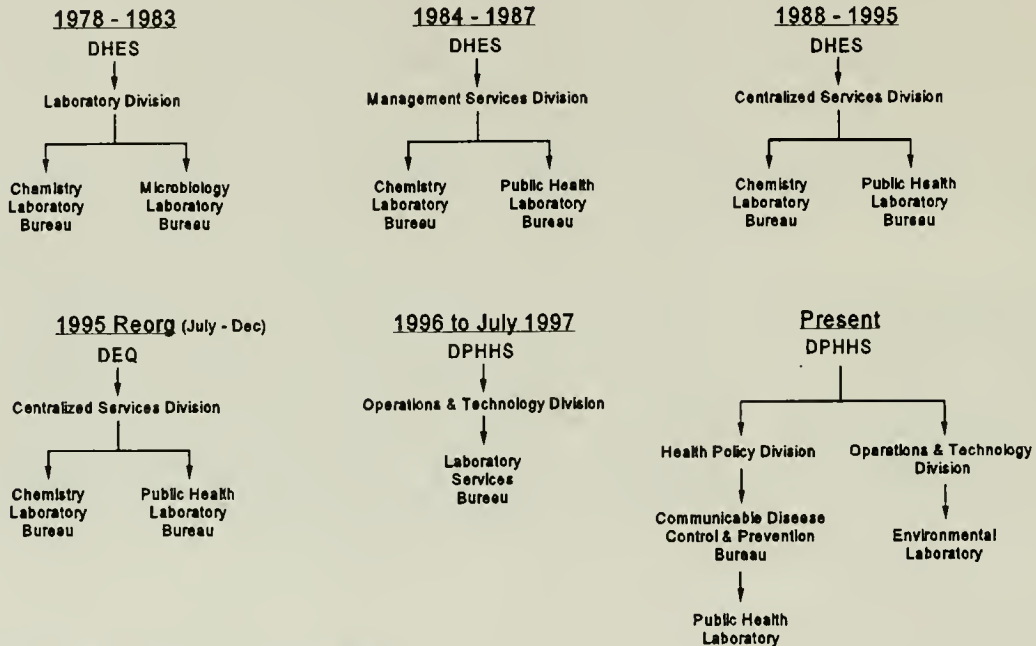 1978 - 1983
DHES
Laboratory Division
Chemistry
Laboratory
Bureau
Microbiology
Laboratory
Bureau
1984 - 1987
DHES
Management Services Division
Chemistry
Laboratory
Bureau
Public Health
Laboratory
Bureau
1988 - 1995
DHES
Centralized Services Division
Chemistry
Laboratory
Bureau
Public Health
Laboratory
Bureau
1995 Reorg (July - Dec)
DEQ
Centralized Services Division
Chemistry
Laboratory
Bureau
Public Health
Laboratory
Bureau
1996 to July 1997
DPHHS
Operations & Technology Division
Laboratory
Services
Bureau
Present
DPHHS
Health Policy Division
Communicable Disease
Control & Prevention
Bureau
Public Health
Laboratory
Operations & Technology
Division
Environmental
Laboratory